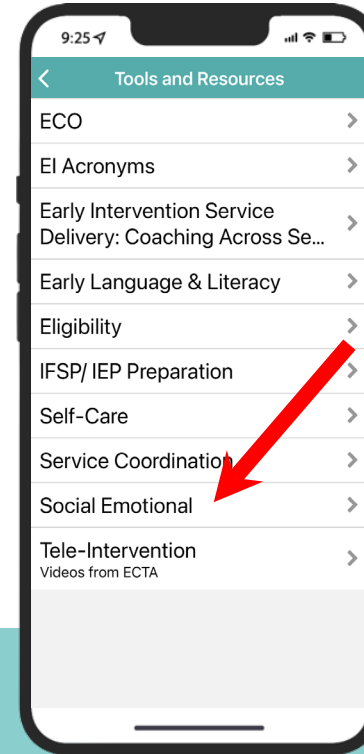 9:25
Tools and Resources
ECO
EI Acronyms
Early Intervention Service
Delivery: Coaching Across Se...
Early Language & Literacy
Eligibility
IFSP/ IEP Preparation
Self-Care
Service Coordination
Social Emotional
Tele-Intervention
Videos from ECTA